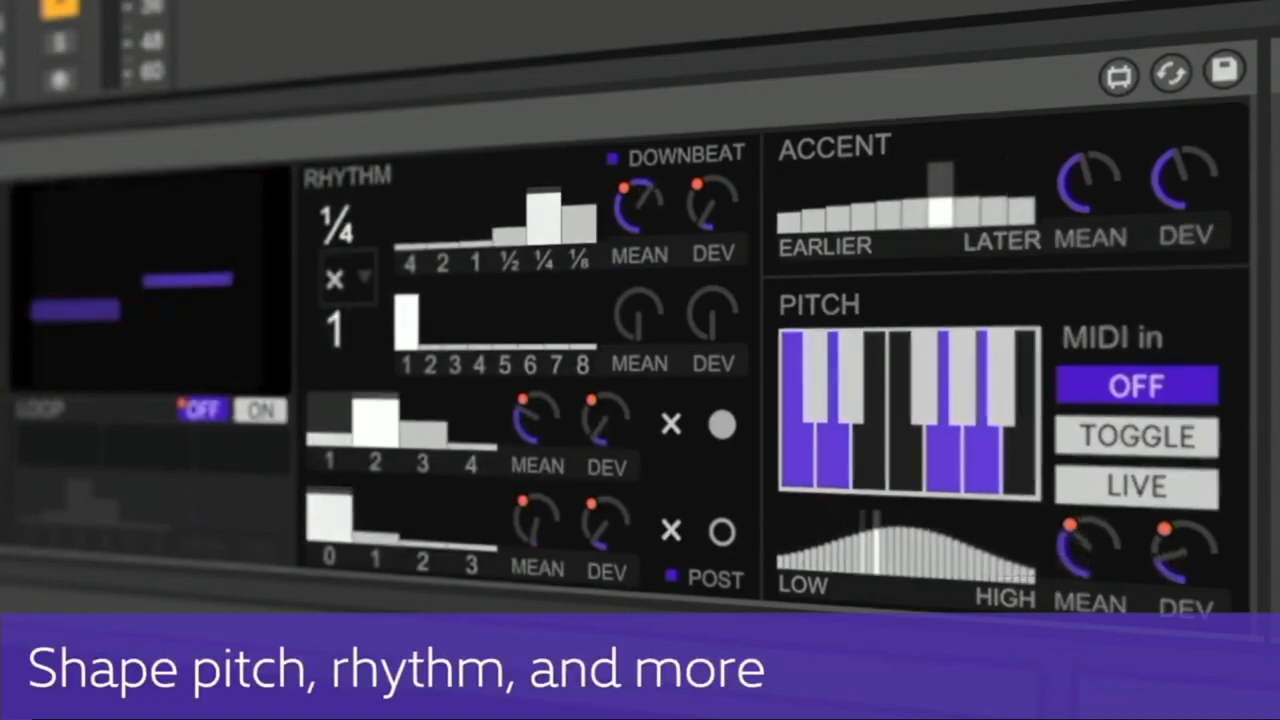 48
60
RHYTHM
DOWNBEAT
¼
4 2 1 ½ ¼ ⅛
MEAN DEV
×
1
1 2 3 4 5 6 7 8
MEAN DEV
LOOP OFF ON
1 2 3 4
MEAN DEV
×
0 1 2 3
MEAN DEV
×
POST
ACCENT
EARLIER LATER
MEAN DEV
PITCH
MIDI in
OFF
TOGGLE
LIVE
LOW HIGH
MEAN DEV
Shape pitch, rhythm, and more